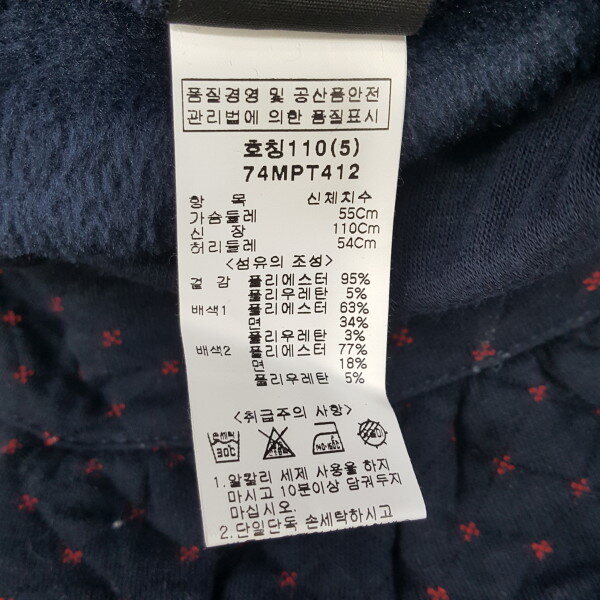 품질경영 및 공산품안전
관리법에 의한 품질표시
호칭110(5)
74MPT412
항 목 신체치수
가슴둘레 55Cm
신 장 110Cm
허리둘레 54Cm
<섬유의 조성>
겉 감 폴리에스터 95%
폴리우레탄 5%
배색1 폴리에스터 63%
면 34%
폴리우레탄 3%
배색2 폴리에스터 77%
면 18%
폴리우레탄 5%
<취급주의 사항>
1.알칼리 세제 사용을 하지
마시고 10분이상 담궈두지
마십시오.
2.단일단독 손세탁하시고